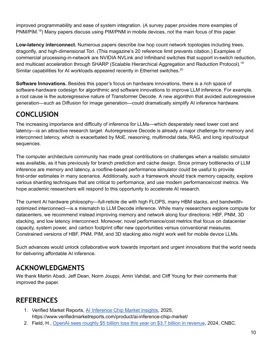 improved programmability and ease of system integration. (A survey paper provides more examples of
PNM/PIM.) Many papers discuss using PIM/PNM in mobile devices, not the main focus of this paper.
Low-latency interconnect. Numerous papers describe low hop count network topologies including trees,
dragonfly, and high-dimensional Tori. (This magazine's 20 reference limit prevents citation.) Examples of
commercial processing-in-network are NVIDIA NVLink and Infiniband switches that support in-switch reduction,
and multicast acceleration through SHARP (Scalable Hierarchical Aggregation and Reduction Protocol).
Similar capabilities for AI workloads appeared recently in Ethernet switches.
Software Innovations. Besides this paper's focus on hardware innovations, there is a rich space of
software-hardware codesign for algorithmic and software innovations to improve LLM inference. For example,
a root cause is the autoregressive nature of Transformer Decode. A new algorithm that avoided autoregressive
generation—such as Diffusion for image generation—could dramatically simplify AI inference hardware.
CONCLUSION
The increasing importance and difficulty of inference for LLMs—which desperately need lower cost and
latency—is an attractive research target. Autoregressive Decode is already a major challenge for memory and
interconnect latency, which is exacerbated by MoE, reasoning, multimodal data, RAG, and long input/output
sequences.
The computer architecture community has made great contributions on challenges when a realistic simulator
was available, as it has previously for branch prediction and cache design. Since primary bottlenecks of LLM
inference are memory and latency, a roofline-based performance simulator could be useful to provide
first-order estimates in many scenarios. Additionally, such a framework should track memory capacity, explore
various sharding techniques that are critical to performance, and use modern performance/cost metrics. We
hope academic researchers will respond to this opportunity to accelerate AI research.
The current AI hardware philosophy—full-reticle die with high FLOPS, many HBM stacks, and bandwidth-
optimized interconnect—is a mismatch to LLM Decode inference. While many researchers explore compute for
datacenters, we recommend instead improving memory and network along four directions: HBF, PNM, 3D
stacking, and low latency interconnect. Moreover, novel performance/cost metrics that focus on datacenter
capacity, system power, and carbon footprint offer new opportunities versus conventional measures.
Constrained versions of HBF, PNM, PIM, and 3D stacking also might work well for mobile device LLMs.
Such advances would unlock collaborative work towards important and urgent innovations that the world needs
for delivering affordable AI inference.
ACKNOWLEDGMENTS
We thank Martin Abadi, Jeff Dean, Norm Jouppi, Amin Vahdat, and Cliff Young for their comments that
improved the paper.
REFERENCES
1. Verified Market Reports, AI Inference Chip Market Insights, 2025,
https://www.verifiedmarketreports.com/product/ai-inference-chip-market/
2. Field, H., OpenAI sees roughly $5 billion loss this year on $3.7 billion in revenue, 2024, CNBC.